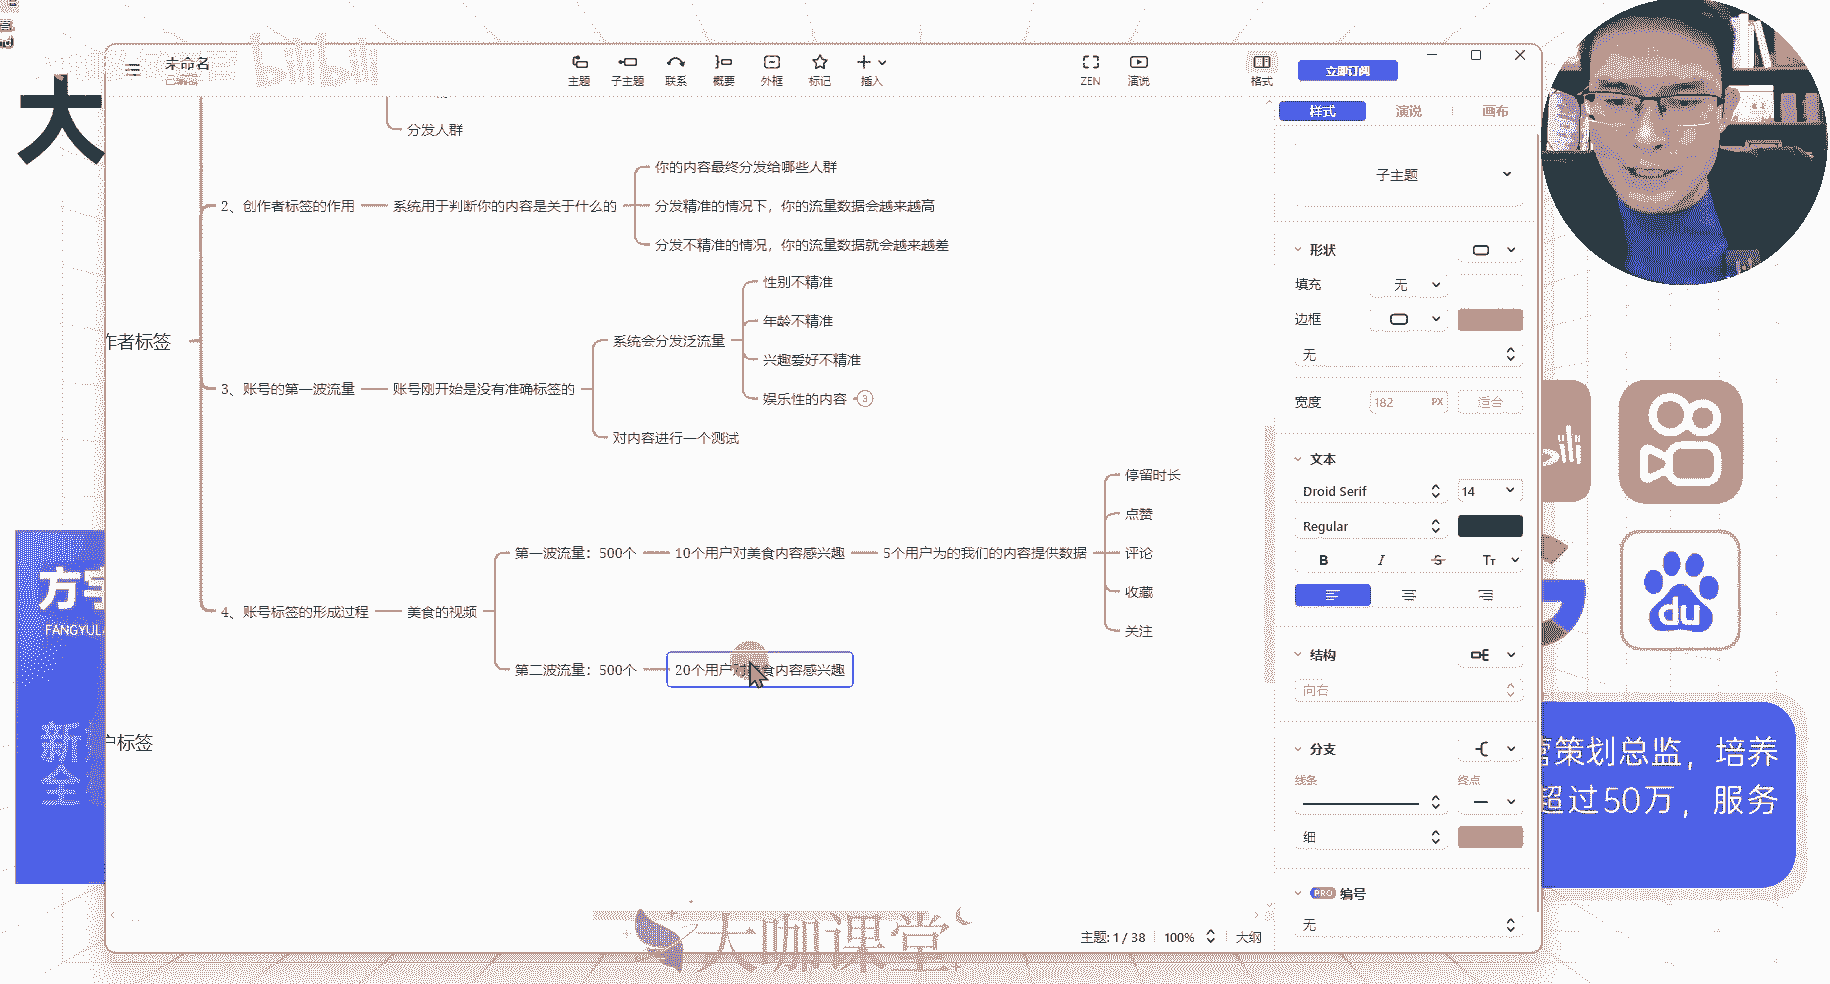 大
未命名
已编辑
bilibili
主题
子主题
联系
概要
外框
标记
插入
ZEN
演说
格式
立即订阅
样式
演说
画布
分发人群
2、创作者标签的作用
系统用于判断你的内容是关于什么的
你的内容最终分发给哪些人群
分发精准的情况下，你的流量数据会越来越高
分发不精准的情况，你的流量数据就会越来越差
作者标签
3、账号的第一波流量
账号刚开始是没有准确标签的
系统会分发泛流量
性别不精准
年龄不精准
兴趣爱好不精准
娱乐性的内容
3
对内容进行一个测试
4、账号标签的形成过程
美食的视频
第一波流量：500个
10个用户对美食内容感兴趣
5个用户为的我们的内容提供数据
停留时长
点赞
评论
收藏
关注
第二波流量：500个
20个用户对美食内容感兴趣
户标签
子主题
形状
填充
无
边框
无
宽度
182
PX
适合
文本
Droid Serif
14
Regular
B
I
S
TT
结构
向右
分支
线条
终点
细
PRO
编号
无
主题: 1 / 38
100%
大纲
大咖课堂
方宇
FANGYUL
新
全
du
营策划总监，培养
超过50万，服务